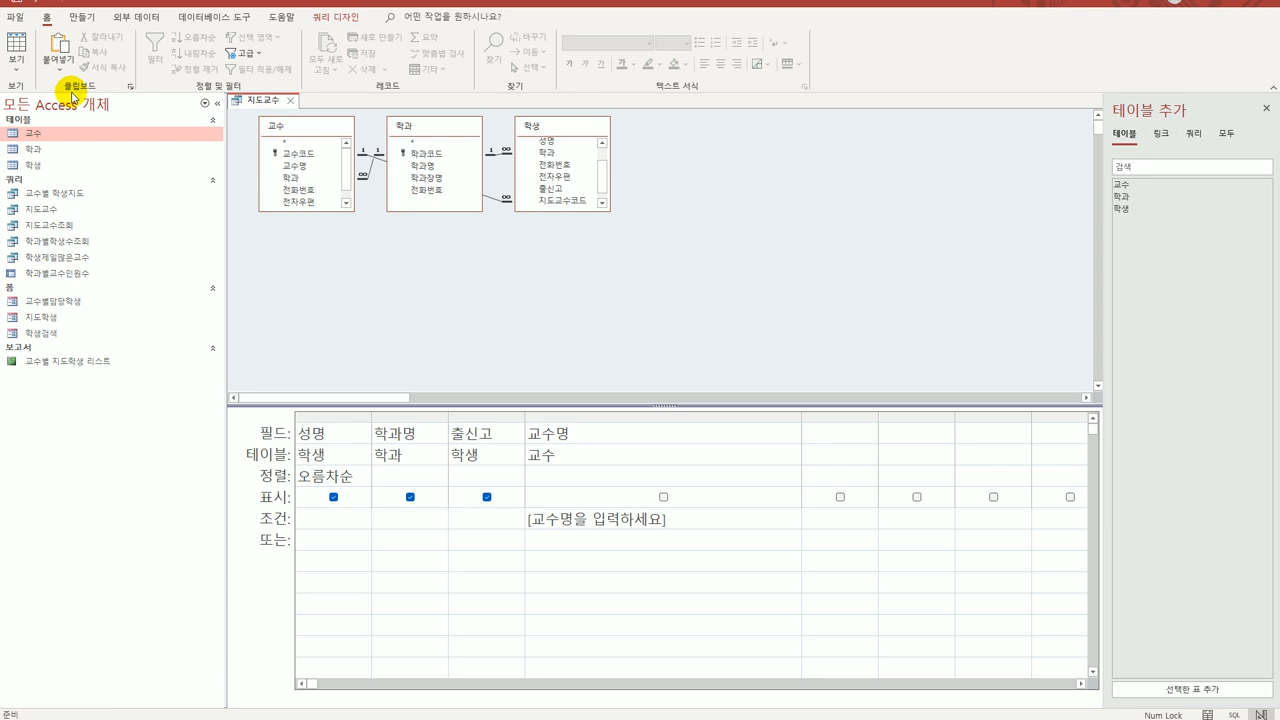 파일 홈 만들기 외부 데이터 데이터베이스 도구 도움말 쿼리 디자인 어떤 작업을 원하시나요?
보기
붙여넣기
잘라내기
복사
서식 복사
필터
오름차순
내림차순
정렬 제거
선택 영역
고급
필터 적용/해제
모두 새로 고침
새로 만들기
저장
삭제
요약
맞춤법 검사
기타
찾기
바꾸기
이동
선택
보기 클립보드 정렬 및 필터 레코드 찾기 텍스트 서식
모든 Access 개체
테이블
교수
학과
학생
쿼리
교수별 학생지도
지도교수
지도교수조회
학과별학생수조회
학생제일많은교수
학과별교수인원수
폼
교수별담당학생
지도학생
학생검색
보고서
교수별 지도학생 리스트
지도교수
교수
*
교수코드
교수명
학과
전화번호
전자우편
1
∞
1
학과
*
학과코드
학과명
학과장명
전화번호
1
∞
∞
학생
성명
학과
전화번호
전자우편
출신고
지도교수코드
필드: 성명 학과명 출신고 교수명
테이블: 학생 학과 학생 교수
정렬: 오름차순
표시:
조건: [교수명을 입력하세요]
또는:
테이블 추가
테이블 링크 쿼리 모두
검색
교수
학과
학생
선택한 표 추가
준비
Num Lock
SQL